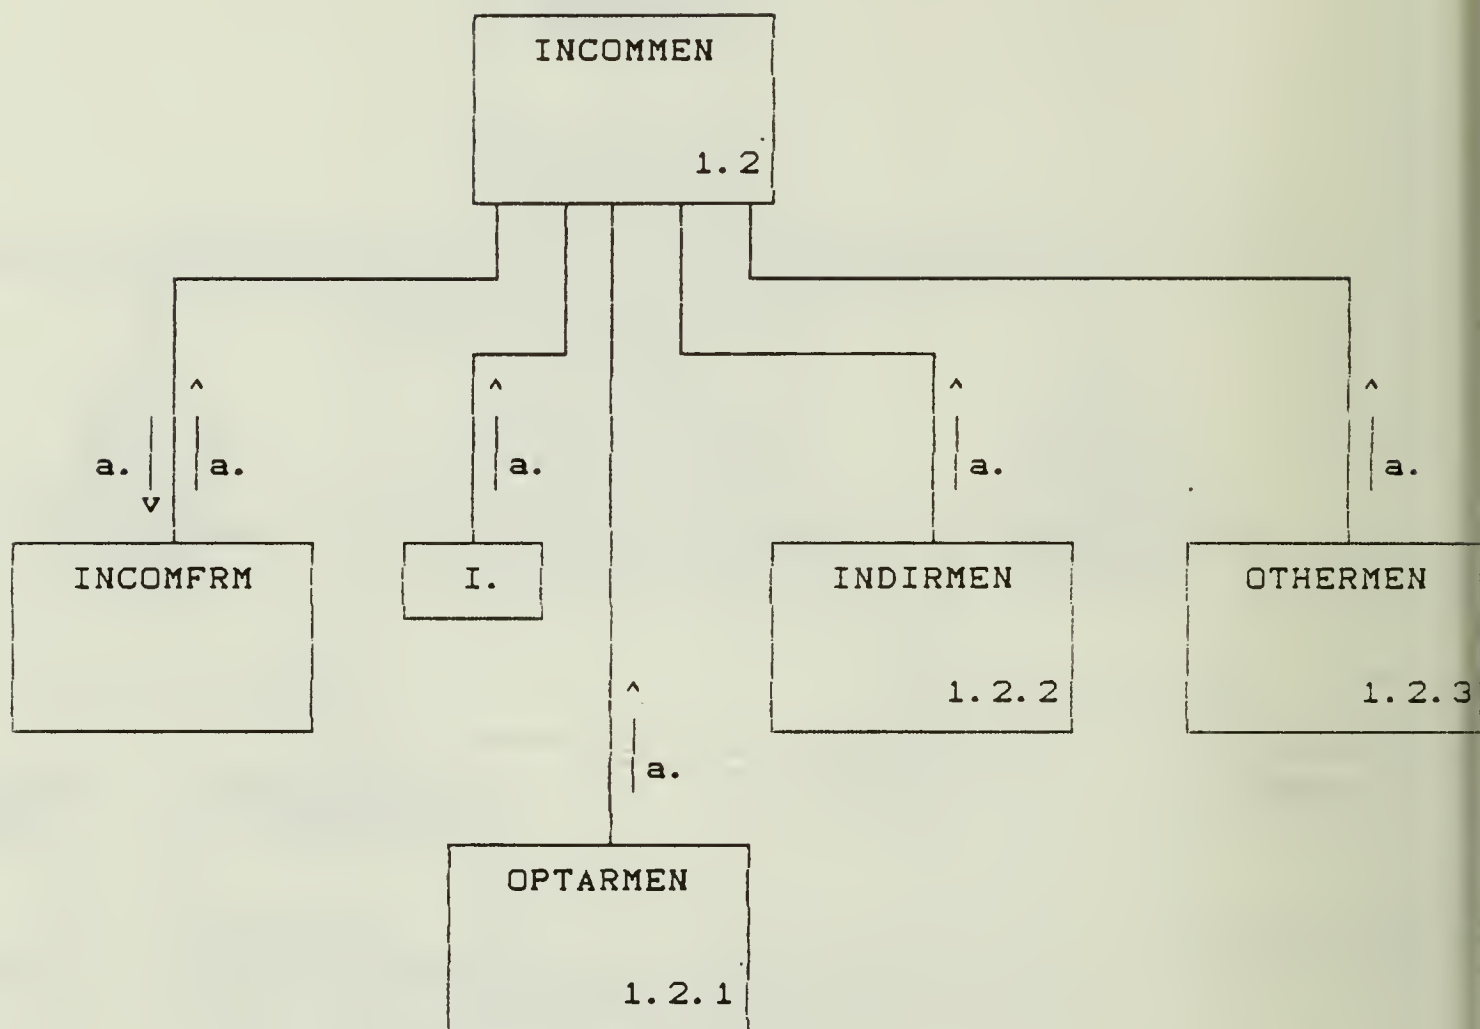 INCOMMEN
1.2
^ ^ ^ ^
a. a. a. a. a.
v
INCOMFRM I. INDIRMEN OTHERMEN
1.2.2 1.2.3
^
a.
OPTARMEN
1.2.1